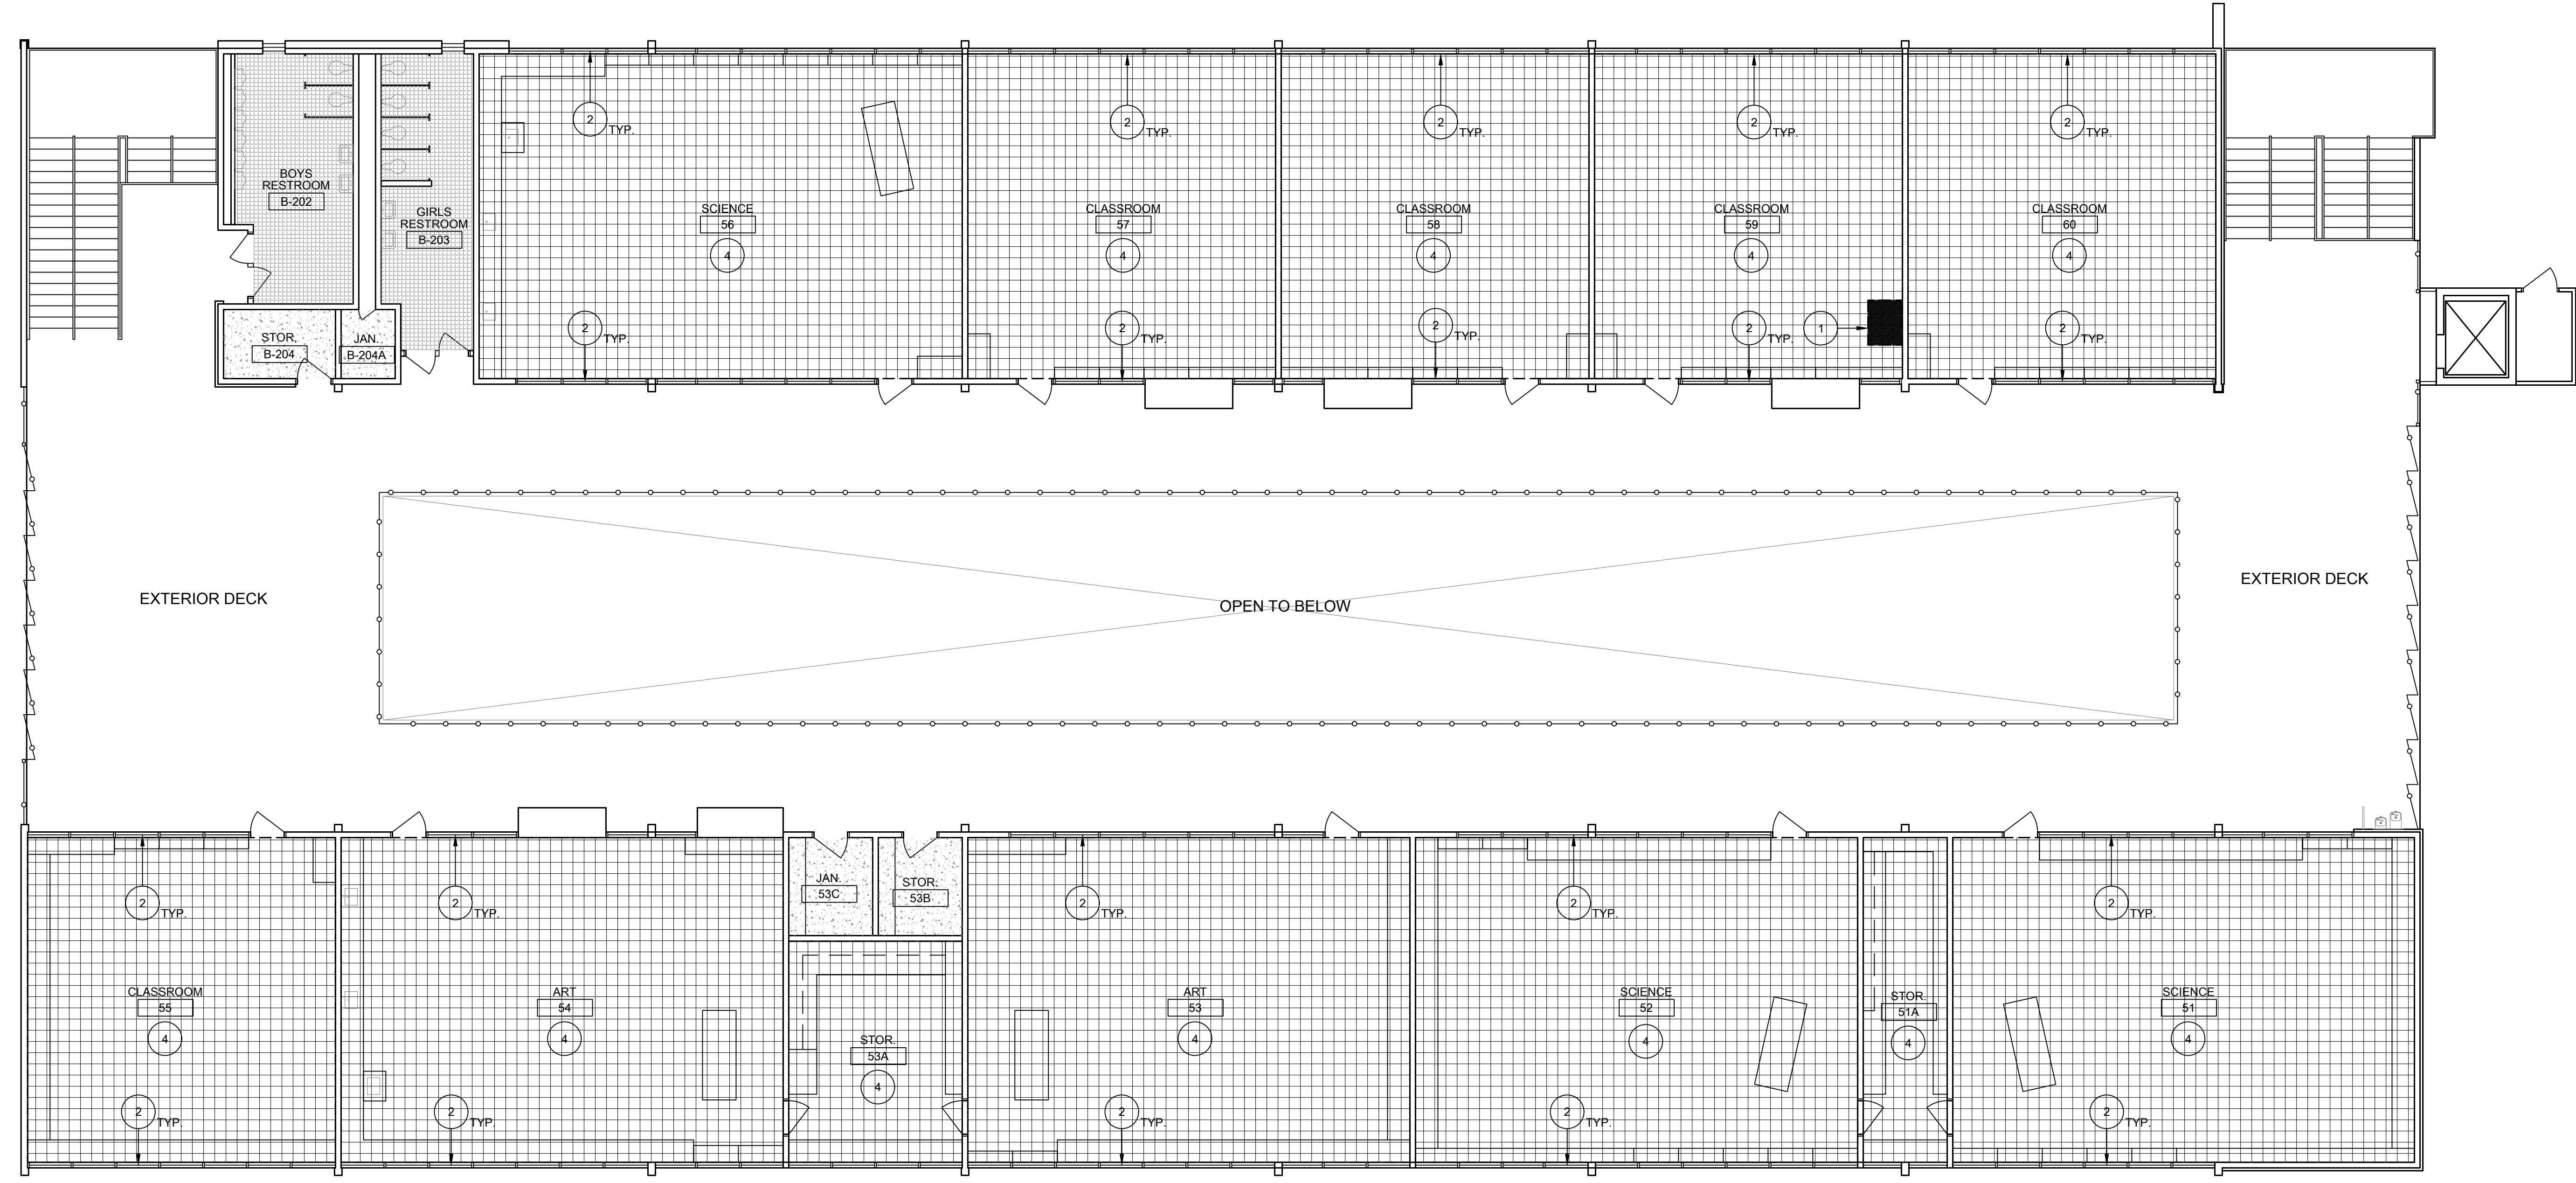 2
TYP.
2
TYP.
2
TYP.
2
TYP.
2
TYP.
BOYS
RESTROOM
B-202
GIRLS
RESTROOM
B-203
SCIENCE
56
4
CLASSROOM
57
4
CLASSROOM
58
4
CLASSROOM
59
4
CLASSROOM
60
4
STOR.
B-204
JAN.
B-204A
2
TYP.
2
TYP.
2
TYP.
2
TYP.
1
2
TYP.
EXTERIOR DECK
OPEN TO BELOW
EXTERIOR DECK
2
TYP.
2
TYP.
JAN.
53C
STOR.
53B
2
TYP.
2
TYP.
2
TYP.
CLASSROOM
55
4
ART
54
4
STOR.
53A
4
ART
53
4
SCIENCE
52
4
STOR.
51A
4
SCIENCE
51
4
2
TYP.
2
TYP.
2
TYP.
2
TYP.
2
TYP.